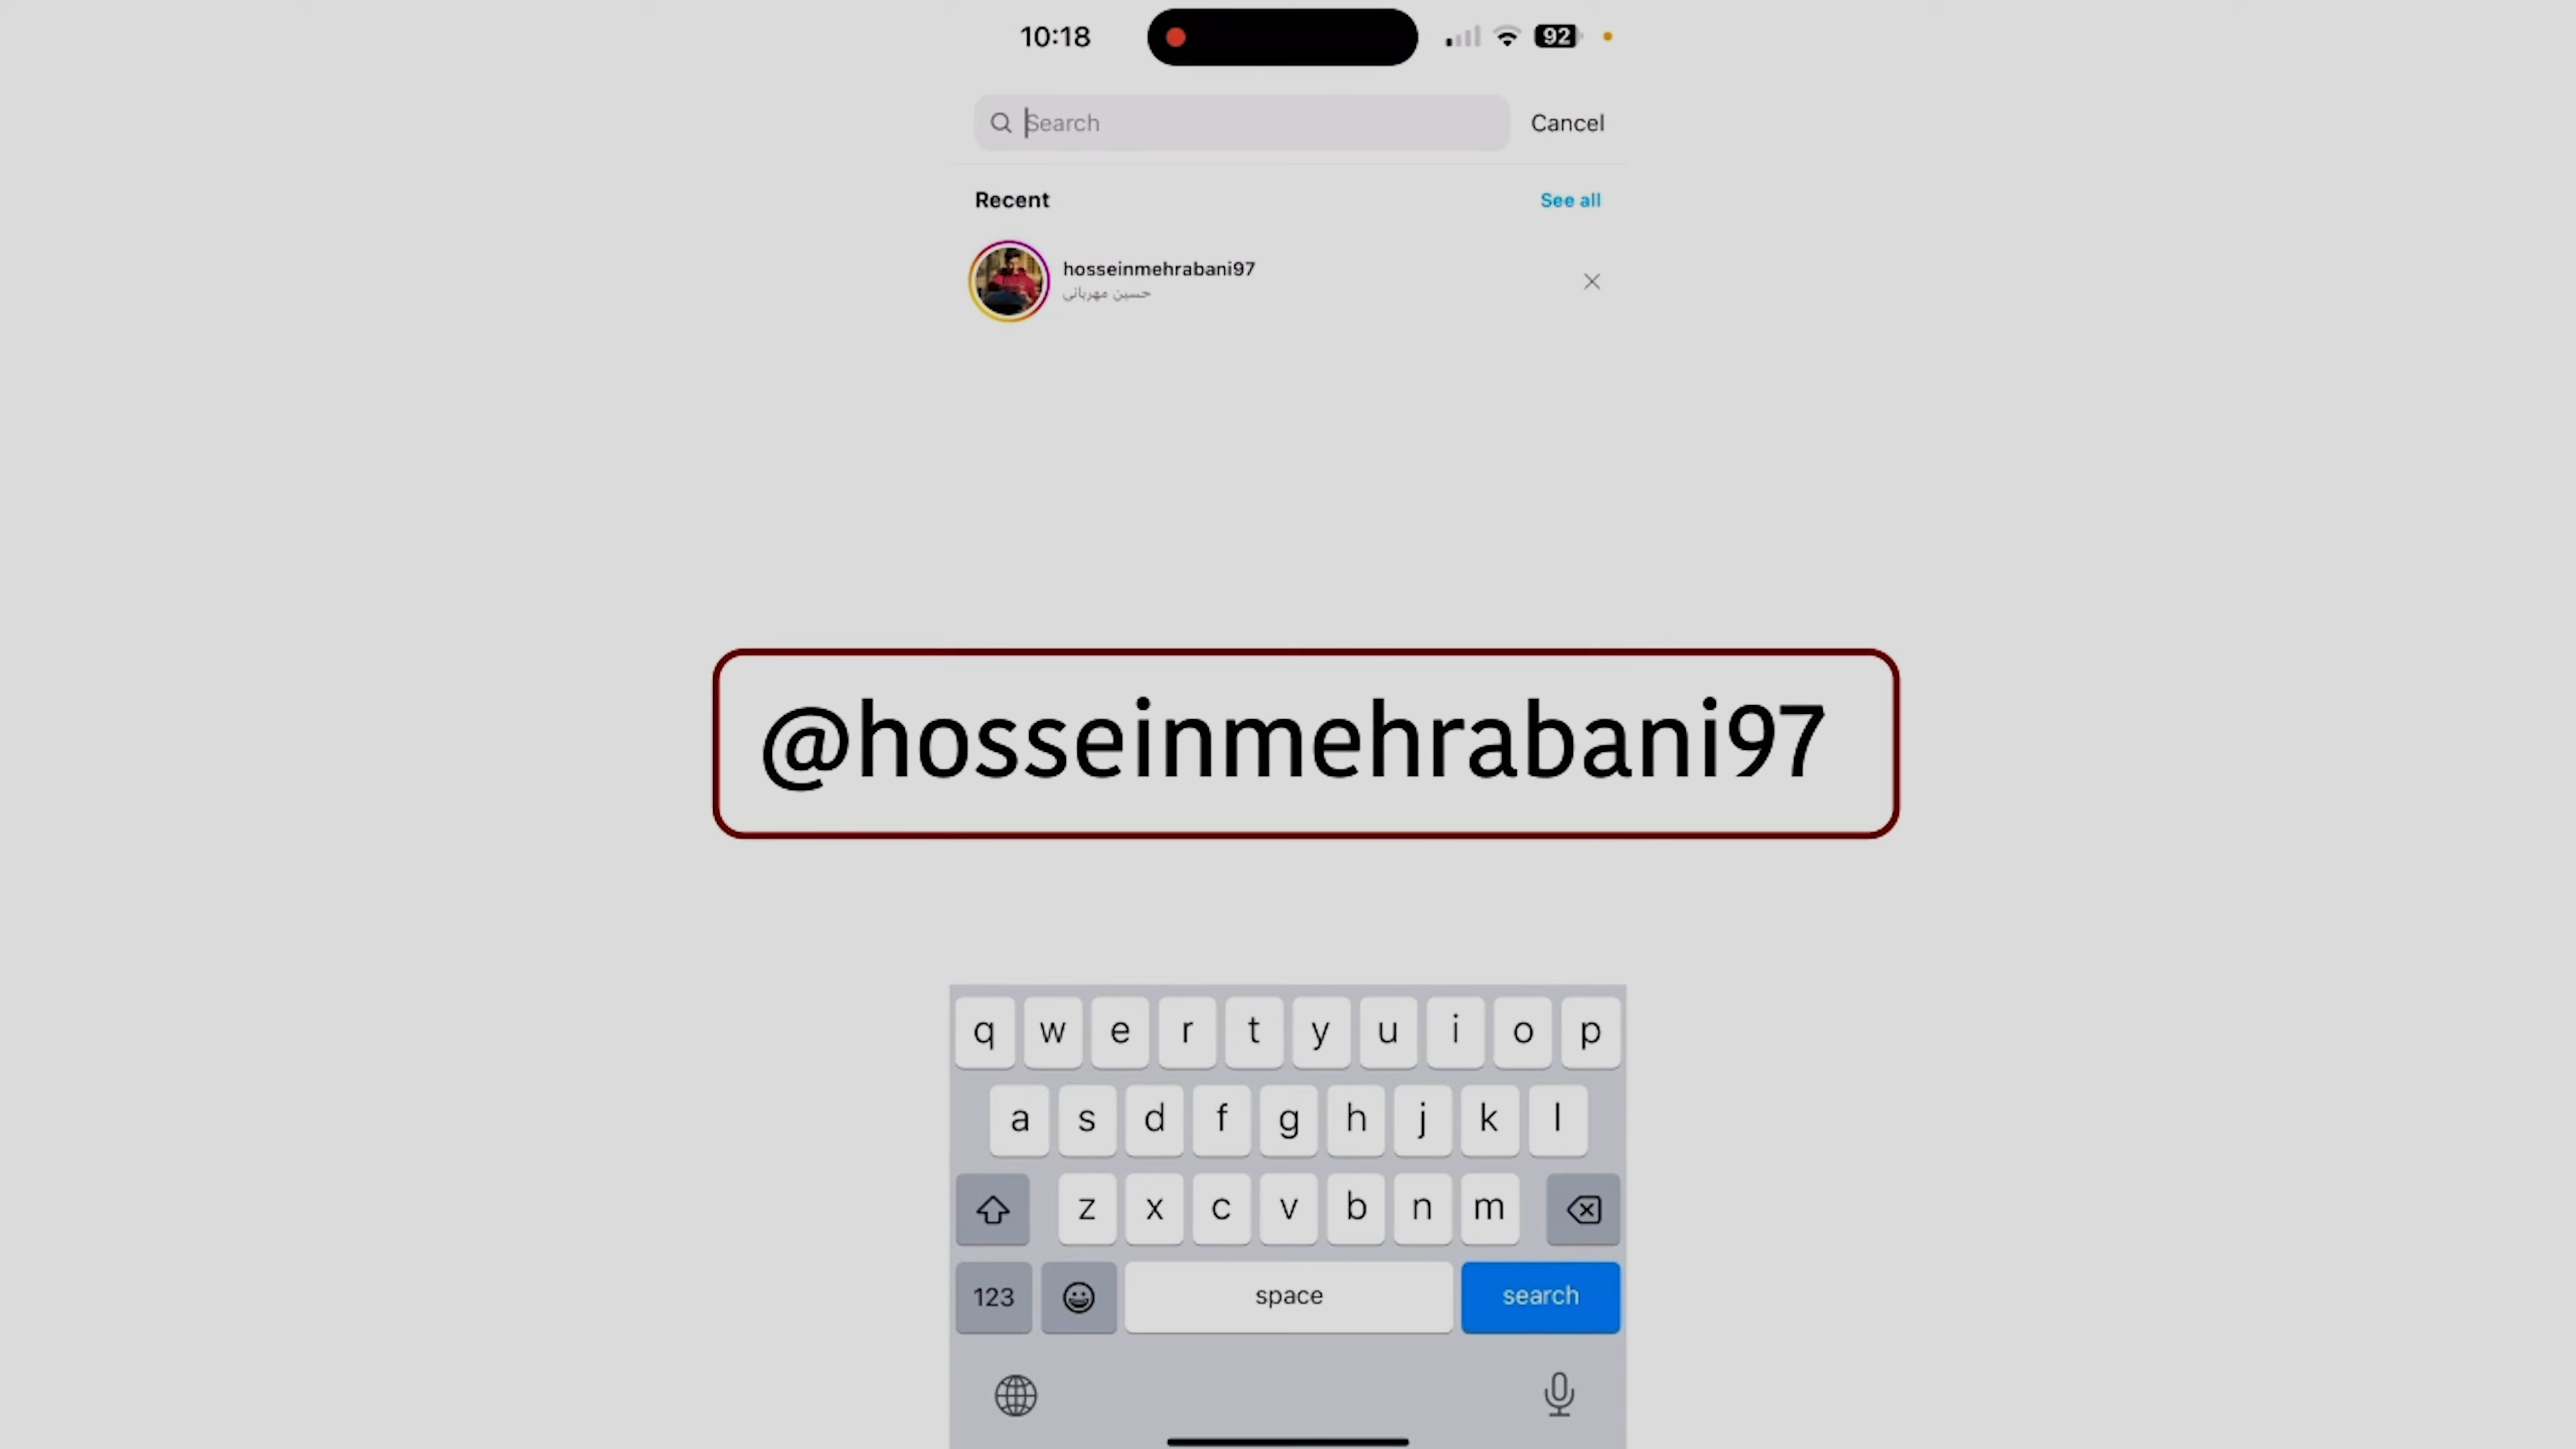 10:18
92
Search
Cancel
Recent
See all
hosseinmehrabani97
حسین مهربانی
@hosseinmehrabani97
q w e r t y u i o p
a s d f g h j k l
z x c v b n m
123
space
search